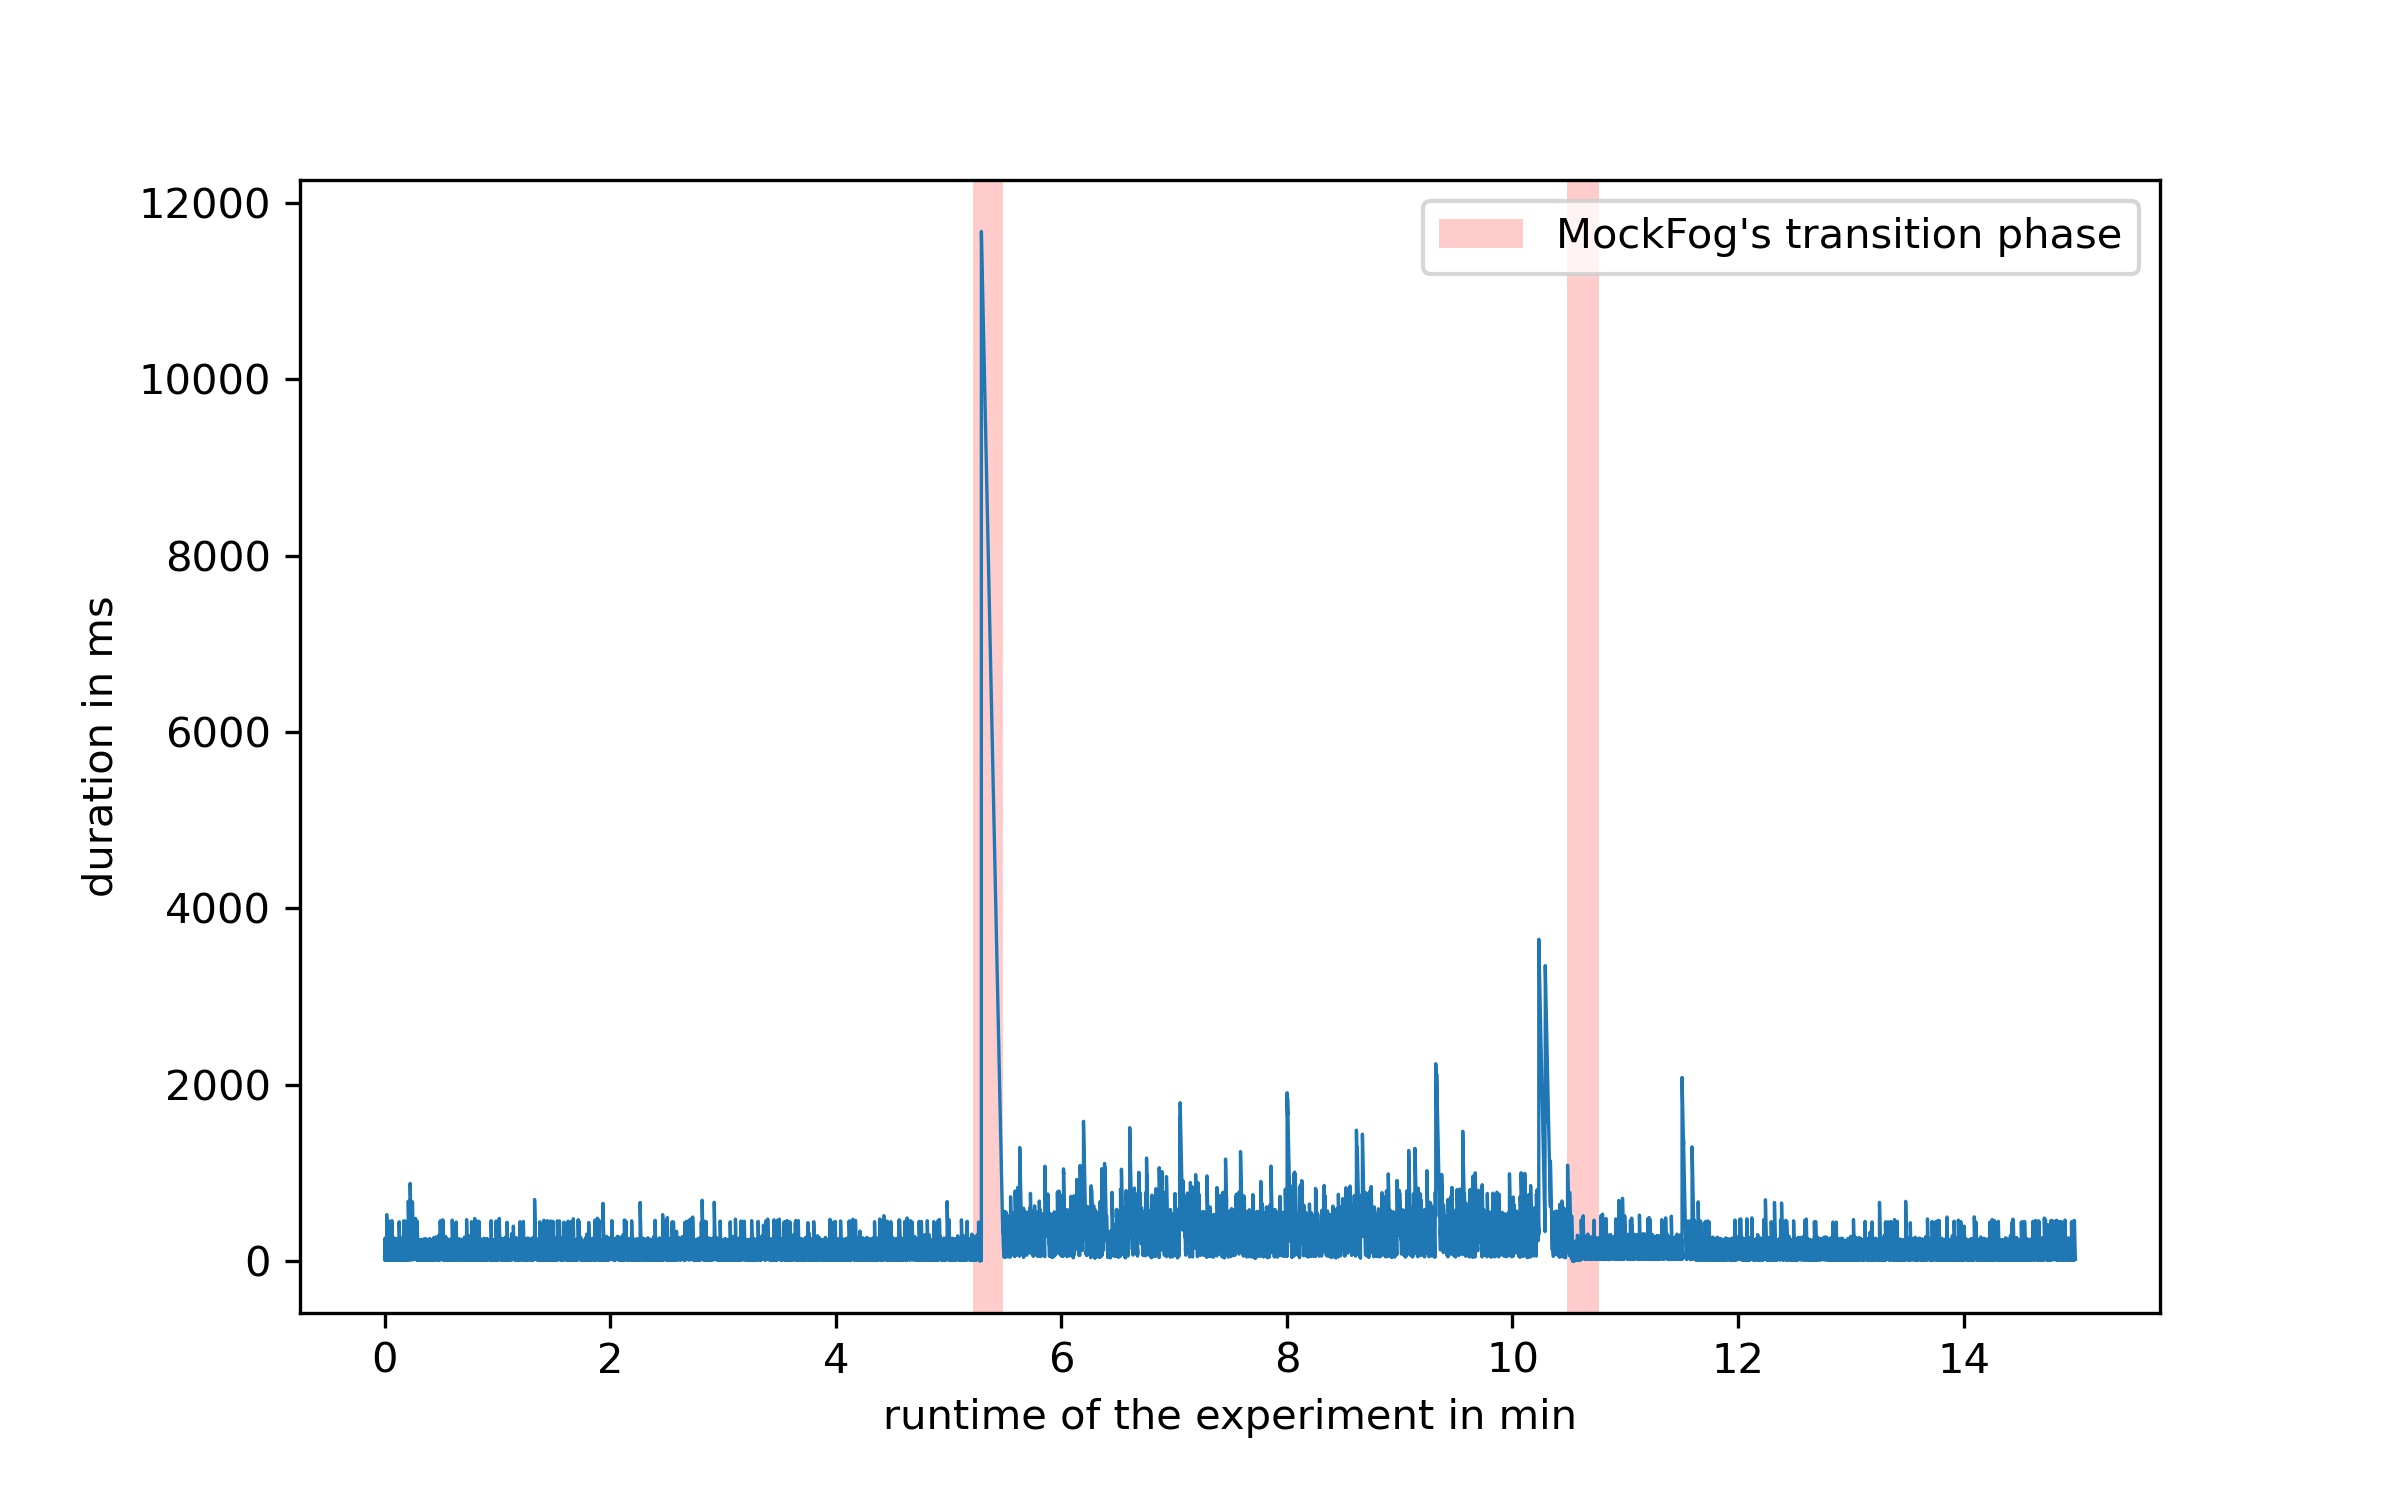 MockFog's transition phase
12000
10000
8000
6000
4000
2000
0
duration in ms
0 2 4 6 8 10 12 14
runtime of the experiment in min